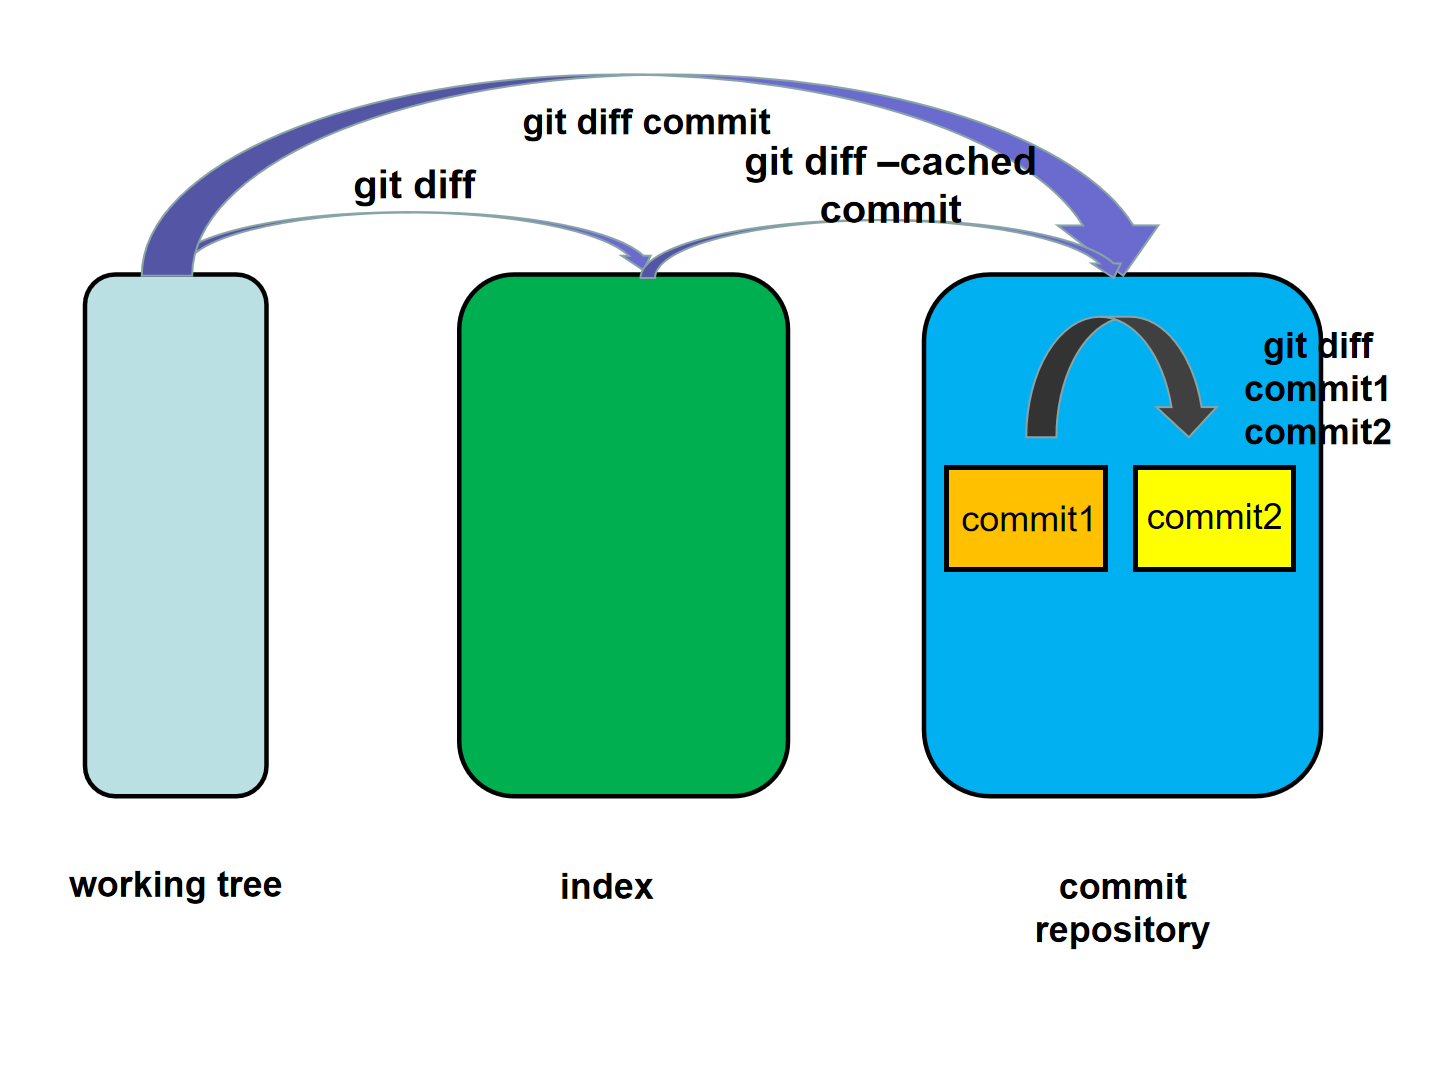 git diff commit
git diff –cached
commit
git diff
git diff
commit1
commit2
commit1
commit2
working tree
index
commit
repository